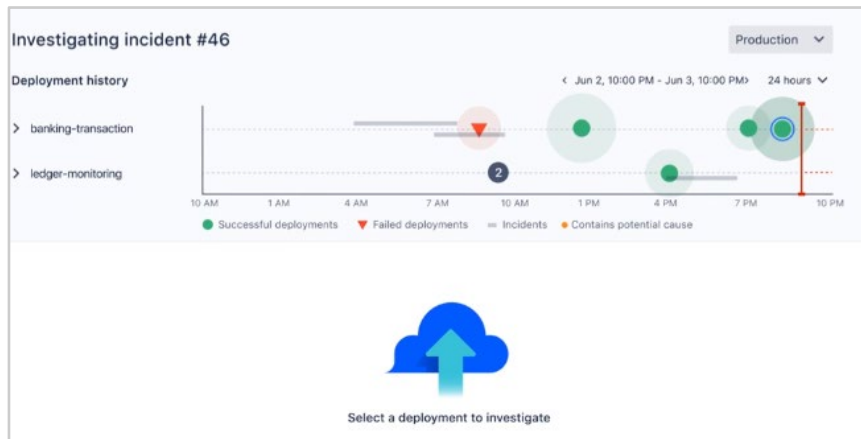 Investigating incident #46
Production
Deployment history
< Jun 2, 10:00 PM - Jun 3, 10:00 PM>
24 hours
banking-transaction
ledger-monitoring
2
10 AM 1 AM 4 AM 7 AM 10 AM 1 PM 4 PM 7 PM 10 PM
Successful deployments Failed deployments Incidents Contains potential cause
Select a deployment to investigate